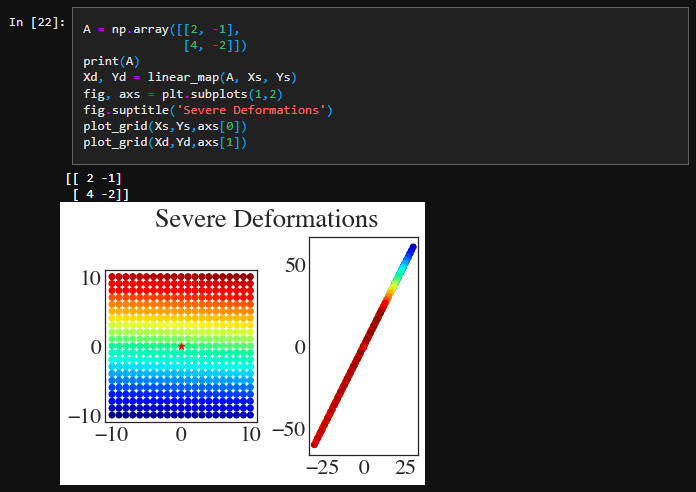 In [22]:
A = np.array([[2, -1],
[4, -2]])
print(A)
Xd, Yd = linear_map(A, Xs, Ys)
fig, axs = plt.subplots(1,2)
fig.suptitle('Severe Deformations')
plot_grid(Xs,Ys,axs[0])
plot_grid(Xd,Yd,axs[1])
[[ 2 -1]
[ 4 -2]]
Severe Deformations
10
0
−10
−10 0 10
50
0
−50
−25 0 25